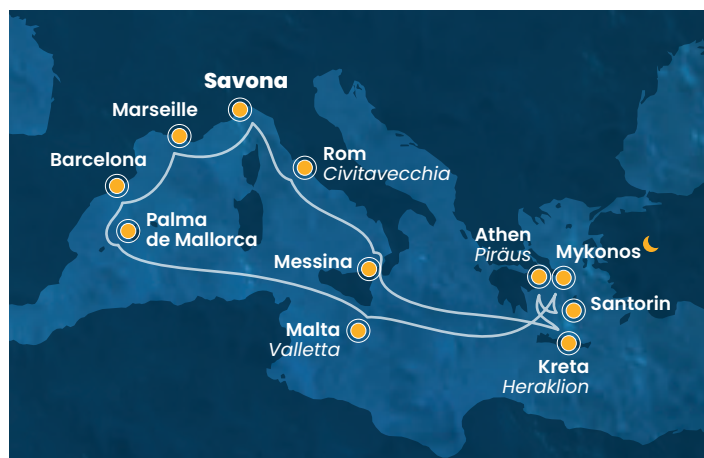 Savona
Marseille
Barcelona
Rom
Civitavecchia
Palma
de Mallorca
Athen
Piräus
Mykonos
Messina
Santorin
Malta
Valletta
Kreta
Heraklion